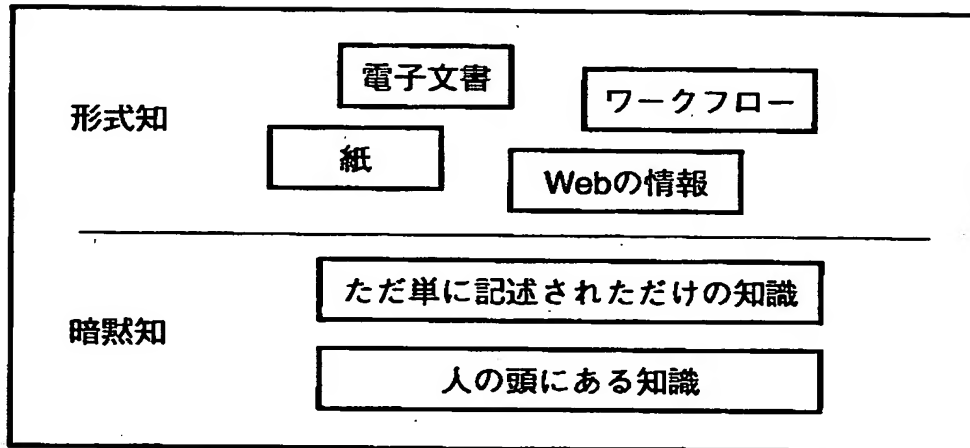 電子文書
ワークフロー
形式知
紙
Webの情報
ただ単に記述されただけの知識
暗黙知
人の頭にある知識